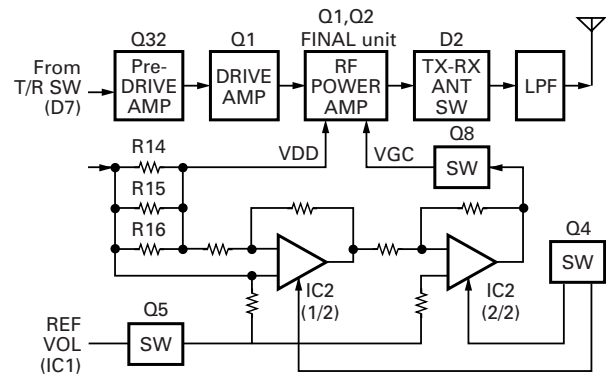 Q32
Q1
Q1,Q2
FINAL unit
D2
From
T/R SW
(D7)
Pre-
DRIVE
AMP
DRIVE
AMP
RF
POWER
AMP
TX-RX
ANT
SW
LPF
R14
R15
R16
VDD
VGC
Q8
SW
Q4
SW
IC2
(1/2)
IC2
(2/2)
REF
VOL
(IC1)
Q5
SW